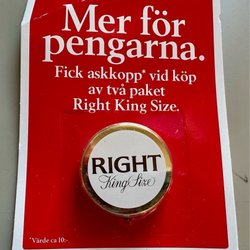 Mer för
pengarna.
Fick askkopp* vid köp
av två paket
Right King Size.
RIGHT
King Size
*Värde ca 10:-.